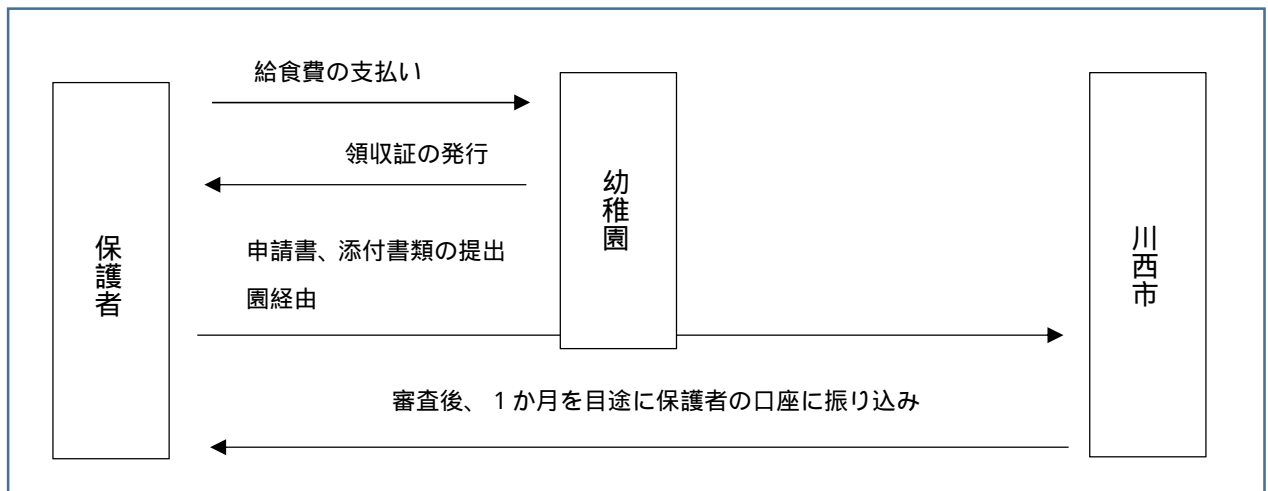 給食費の支払い
領収証の発行
幼稚園
保護者
川西市
申請書、添付書類の提出
園経由
審査後、1か月を目途に保護者の口座に振り込み